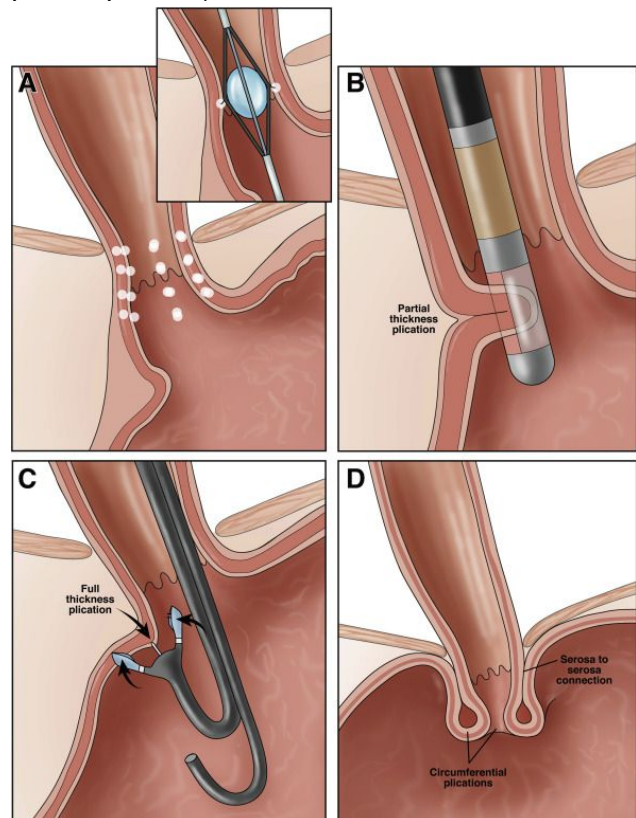 A
B
Partial
thickness
plication
C
Full
thickness
plication
D
Serosa to
serosa
connection
Circumferential
plications